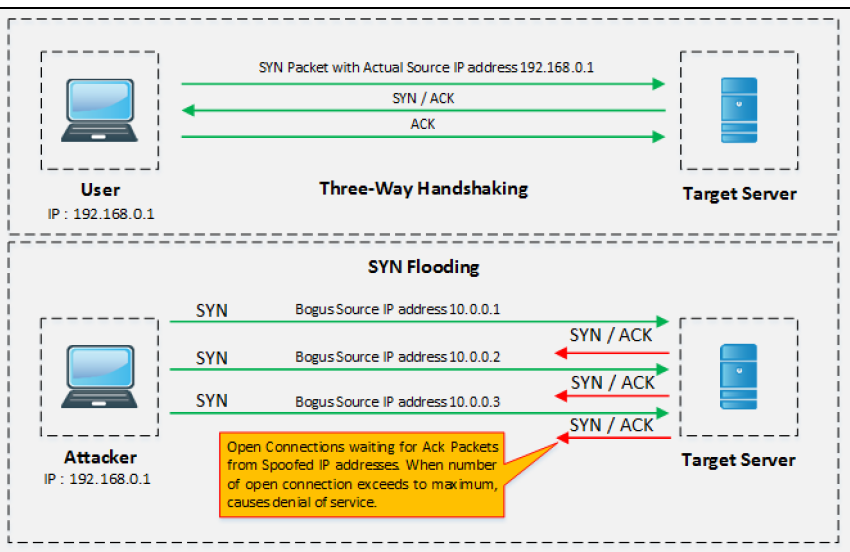 SYN Packet with Actual Source IP address 192.168.0.1
SYN / ACK
ACK
User
IP : 192.168.0.1
Three-Way Handshaking
Target Server
SYN Flooding
SYN
Bogus Source IP address 10.0.0.1
SYN / ACK
SYN
Bogus Source IP address 10.0.0.2
SYN / ACK
SYN
Bogus Source IP address 10.0.0.3
SYN / ACK
Attacker
IP : 192.168.0.1
Open Connections waiting for Ack Packets
from Spoofed IP addresses. When number
of open connection exceeds to maximum,
causes denial of service.
Target Server